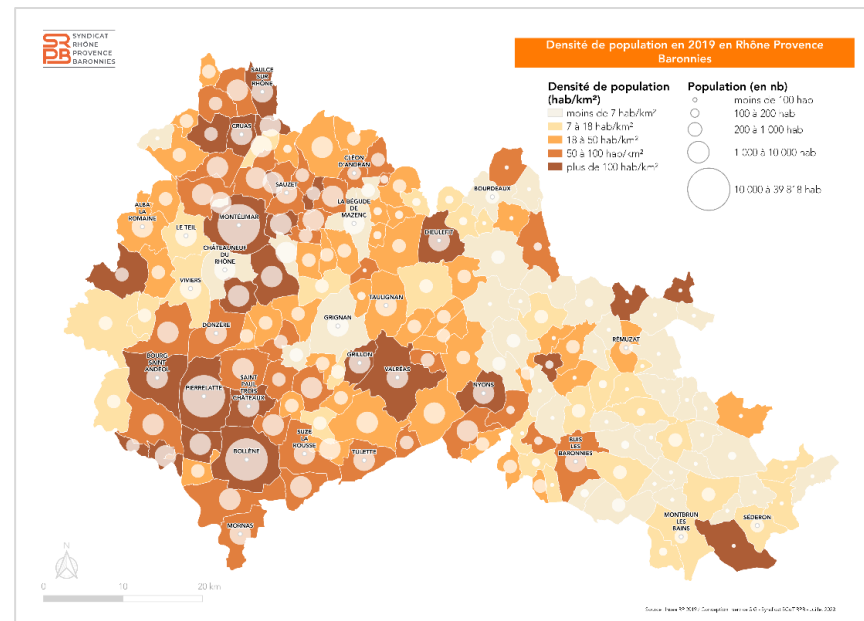 SYNDICAT
RHÔNE
PROVENCE
BARONNIES
Densité de population en 2019 en Rhône Provence
Baronnies
Densité de population
(hab/km²)
moins de 7 hab/km²
7 à 18 hab/km²
18 à 50 hab/km²
50 à 100 hab/km²
plus de 100 hab/km²
Population (en nb)
moins de 100 hab
100 à 200 hab
200 à 1 000 hab
1 000 à 10 000 hab
10 000 à 39 818 hab
SAULCE
SUR
RHÔNE
CRUAS
CLÉON
D'ANDRAN
SAUZET
BOURDEAUX
LA BÉGUDE
DE
MAZENC
ALBA
LA
ROMAINE
MONTÉLIMAR
LE TEIL
DIEULEFIT
CHÂTEAUNEUF
DU
RHÔNE
VIVIERS
TAULIGNAN
GRIGNAN
DONZÈRE
RÉMUZAT
BOURG
SAINT
ANDÉOL
GRILLON
VALRÉAS
PIERRELATTE
SAINT
PAUL
TROIS
CHÂTEAUX
NYONS
SUZE
LA
ROUSSE
BUIS
LES
BARONNIES
BOLLÈNE
TULETTE
MONTBRUN
LES
BAINS
SÉDERON
MORNAS
N
0 10 20 km